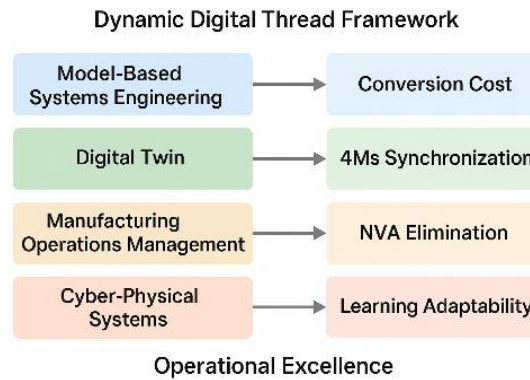 Dynamic Digital Thread Framework
Model-Based
Systems Engineering
Conversion Cost
Digital Twin
4Ms Synchronization
Manufacturing
Operations Management
NVA Elimination
Cyber-Physical
Systems
Learning Adaptability
Operational Excellence